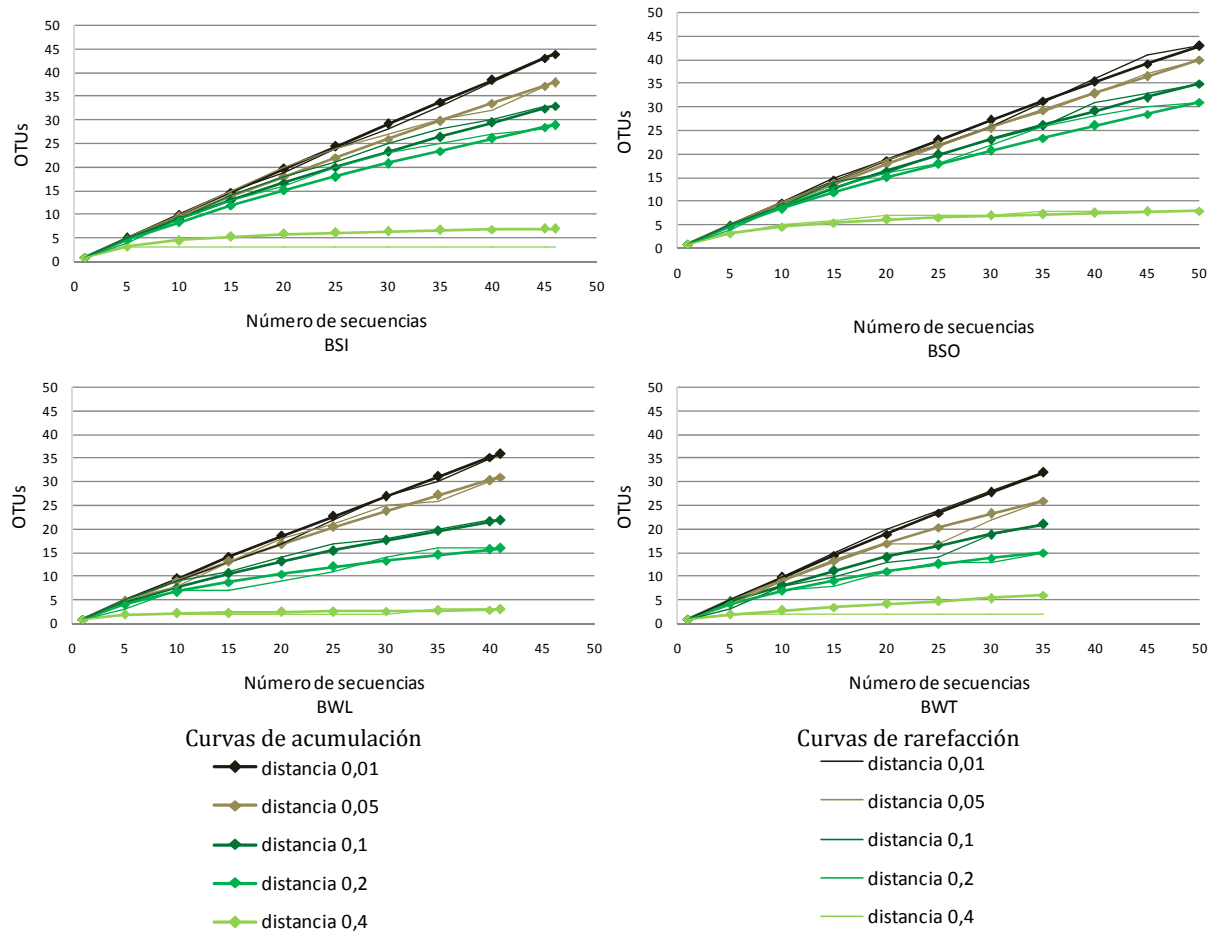 50
45
40
35
30
25
20
15
10
5
0
OTUs
0 5 10 15 20 25 30 35 40 45 50
Número de secuencias
BSI
50
45
40
35
30
25
20
15
10
5
0
OTUs
0 5 10 15 20 25 30 35 40 45 50
Número de secuencias
BSO
50
45
40
35
30
25
20
15
10
5
0
OTUs
0 5 10 15 20 25 30 35 40 45 50
Número de secuencias
BWL
50
45
40
35
30
25
20
15
10
5
0
OTUs
0 5 10 15 20 25 30 35 40 45 50
Número de secuencias
BWT
Curvas de acumulación
distancia 0,01
distancia 0,05
distancia 0,1
distancia 0,2
distancia 0,4
Curvas de rarefacción
distancia 0,01
distancia 0,05
distancia 0,1
distancia 0,2
distancia 0,4